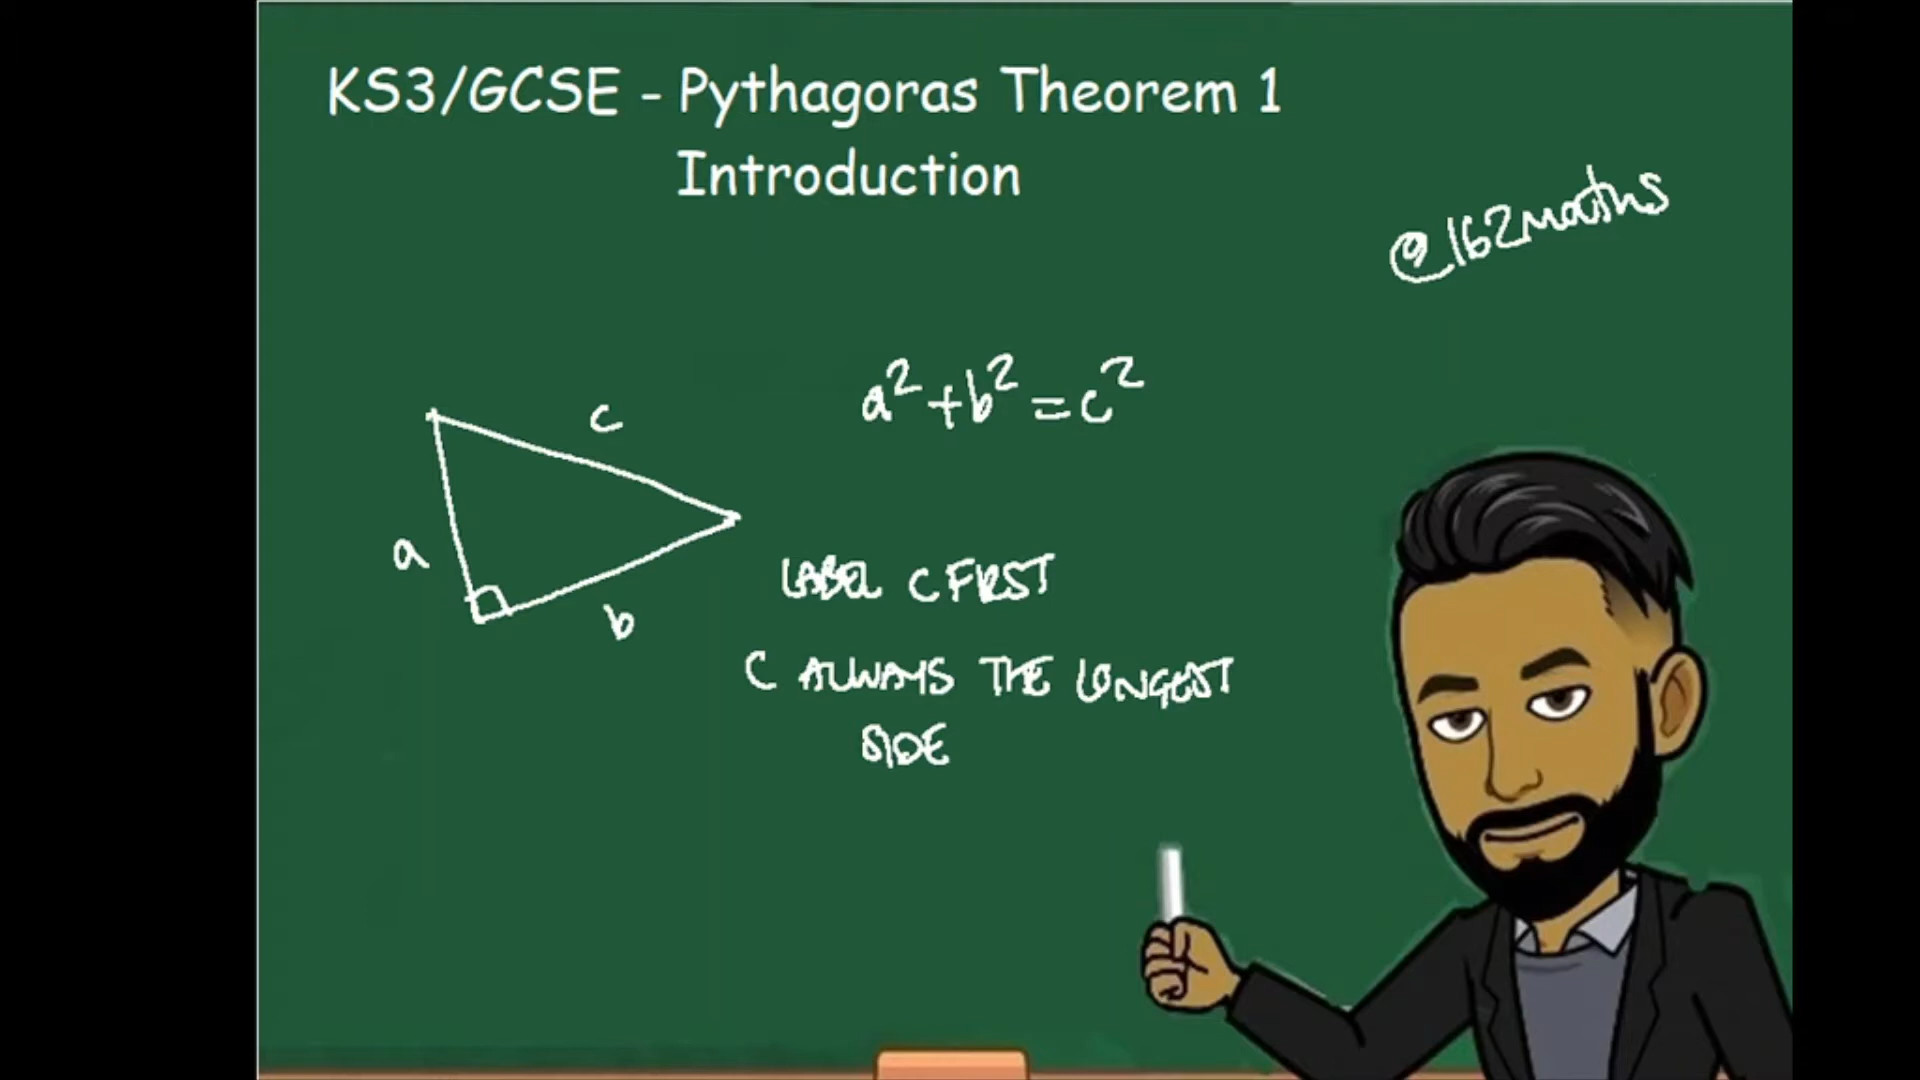 KS3/GCSE - Pythagoras Theorem 1
Introduction
@162maths
a²+b²=c²
c
a
b
LABEL C FIRST
C ALWAYS THE LONGEST
SIDE